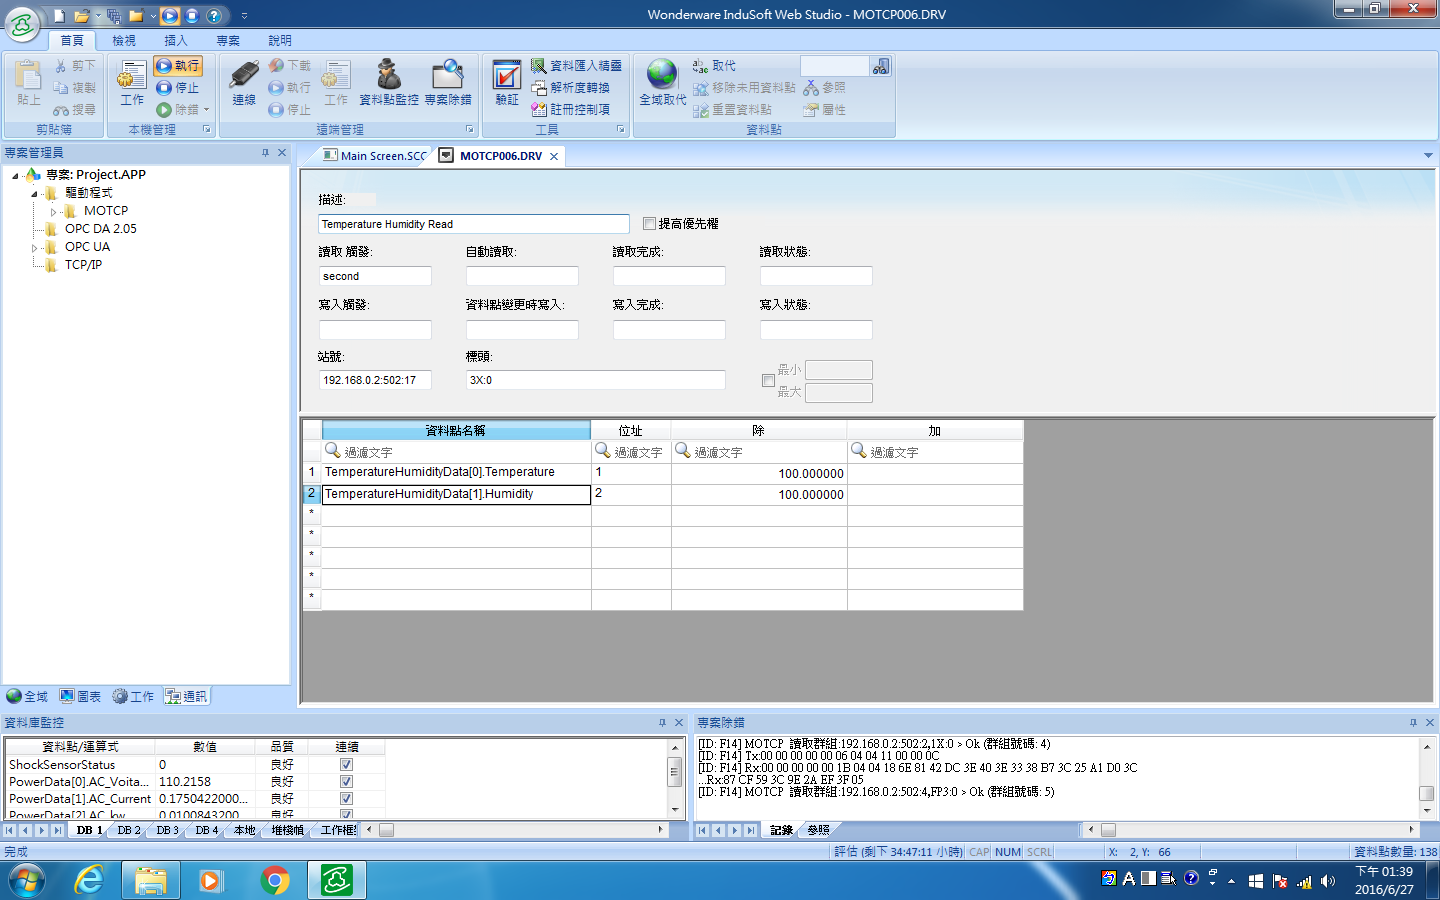 Wonderware InduSoft Web Studio - MOTCP006.DRV
首頁 檢視 插入 專案 說明
貼上 剪下 複製 搜尋
剪貼簿
工作 執行 停止 除錯
本機管理
連線 下載 執行 停止 工作 資料點監控 專案除錯
遠端管理
驗証 資料匯入精靈 解析度轉換 註冊控制項
工具
全域取代 取代 移除未用資料點 重置資料點 參照 屬性
資料點
專案管理員
專案: Project.APP
驅動程式
MOTCP
OPC DA 2.05
OPC UA
TCP/IP
全域 圖表 工作 通訊
Main Screen.SCC MOTCP006.DRV
描述:
Temperature Humidity Read 提高優先權
讀取 觸發: 自動讀取: 讀取完成: 讀取狀態:
second
寫入觸發: 資料點變更時寫入: 寫入完成: 寫入狀態:
站號: 標頭:
192.168.0.2:502:17 3X:0
最小
最大
資料點名稱 位址 除 加
過濾文字 過濾文字 過濾文字 過濾文字
1 TemperatureHumidityData[0].Temperature 1 100.000000
2 TemperatureHumidityData[1].Humidity 2 100.000000
*
*
*
*
*
資料庫監控
資料點/運算式 數值 品質 連續
ShockSensorStatus 0 良好
PowerData[0].AC_Voita... 110.2158 良好
PowerData[1].AC_Current 0.1750422000... 良好
PowerData[2].AC_kw 0.0100843200 良好
DB 1 DB 2 DB 3 DB 4 本地 堆棧幀 工作框
專案除錯
[ID: F14] MOTCP 讀取群組:192.168.0.2:502:2,1X:0 > Ok (群組號碼: 4)
[ID: F14] Tx:00 00 00 00 00 06 04 04 11 00 00 0C
[ID: F14] Rx:00 00 00 00 00 1B 04 04 18 6E 81 42 DC 3E 40 3E 33 38 B7 3C 25 A1 D0 3C
...Rx:87 CF 59 3C 9E 2A EF 3F 05
[ID: F14] MOTCP 讀取群組:192.168.0.2:502:4,FP3:0 > Ok (群組號碼: 5)
記錄 參照
完成 評估 (剩下 34:47:11 小時) CAP NUM SCRL X: 2, Y: 66 資料點數量: 138
下午 01:39
2016/6/27